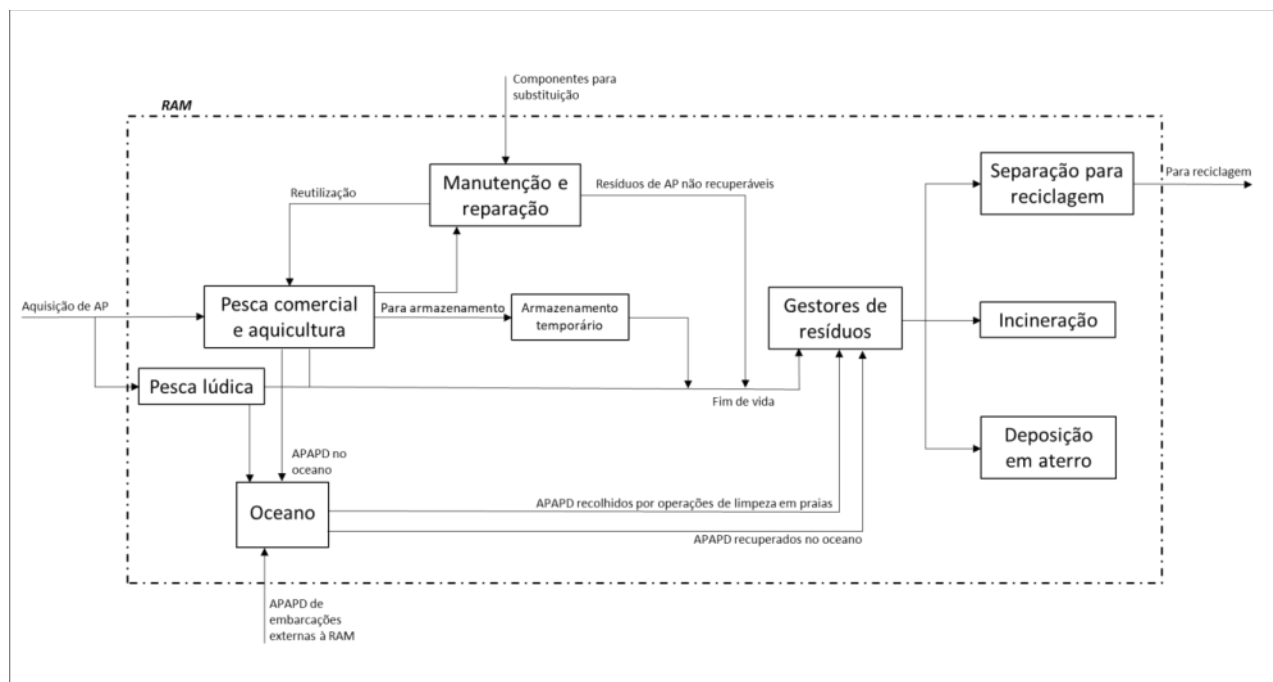 Componentes para
substituição
RAM
Manutenção e
reparação
Reutilização
Resíduos de AP não recuperáveis
Separação para
reciclagem
Para reciclagem
Aquisição de AP
Pesca comercial
e aquicultura
Para armazenamento
Armazenamento
temporário
Gestores de
resíduos
Incineração
Pesca lúdica
Fim de vida
Deposição
em aterro
APAPD no
oceano
Oceano
APAPD recolhidos por operações de limpeza em praias
APAPD recuperados no oceano
APAPD de
embarcações
externas à RAM